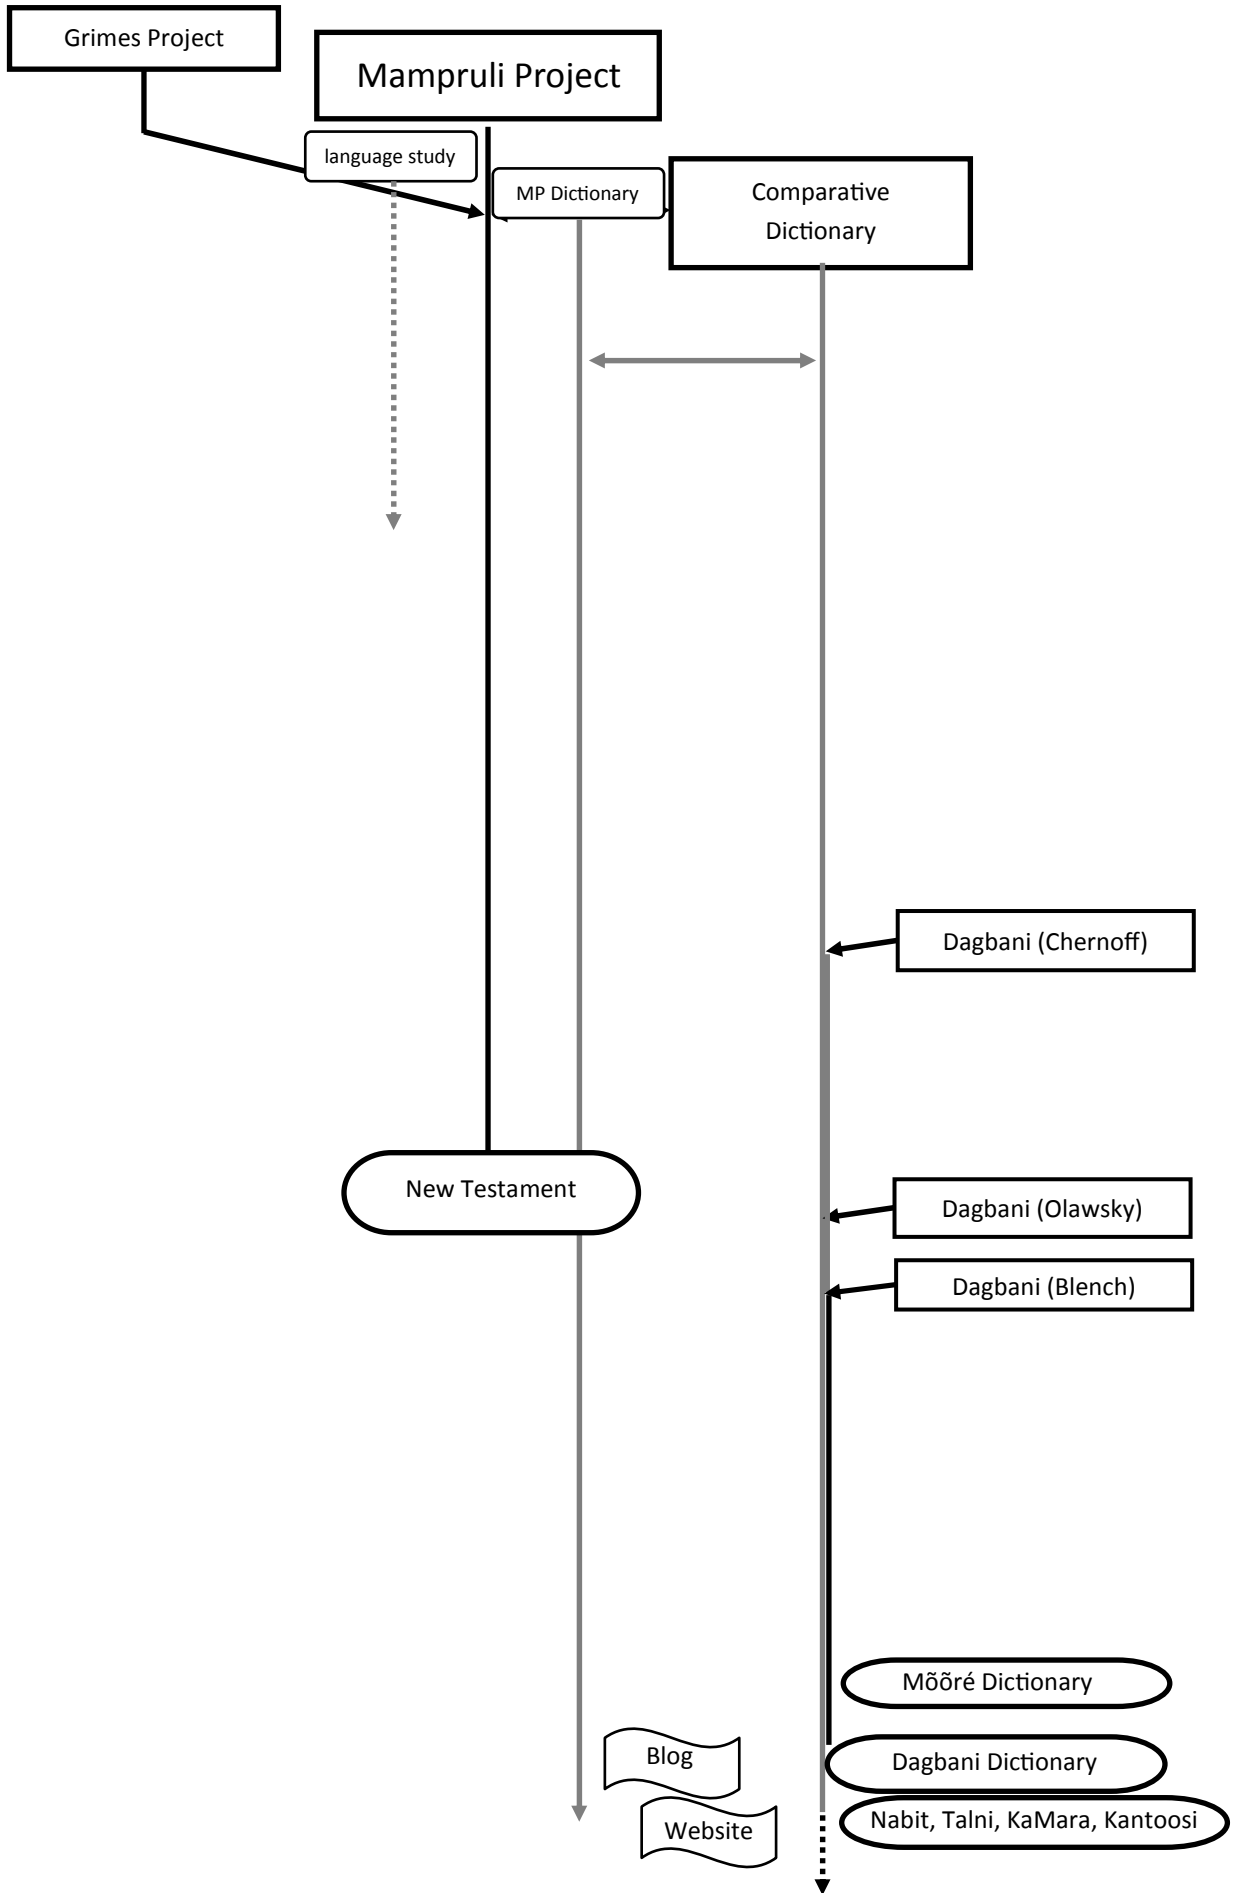 Grimes Project
Mampruli Project
language study
MP Dictionary
Comparative
Dictionary
Dagbani (Chernoff)
New Testament
Dagbani (Olawsky)
Dagbani (Blench)
Mõõré Dictionary
Blog
Dagbani Dictionary
Website
Nabit, Talni, KaMara, Kantoosi